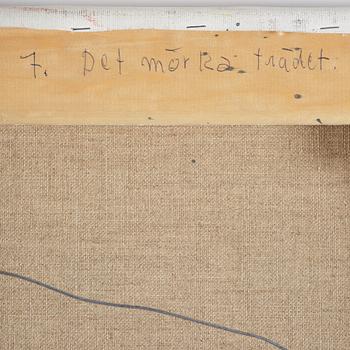 7. Det mörka trädet.